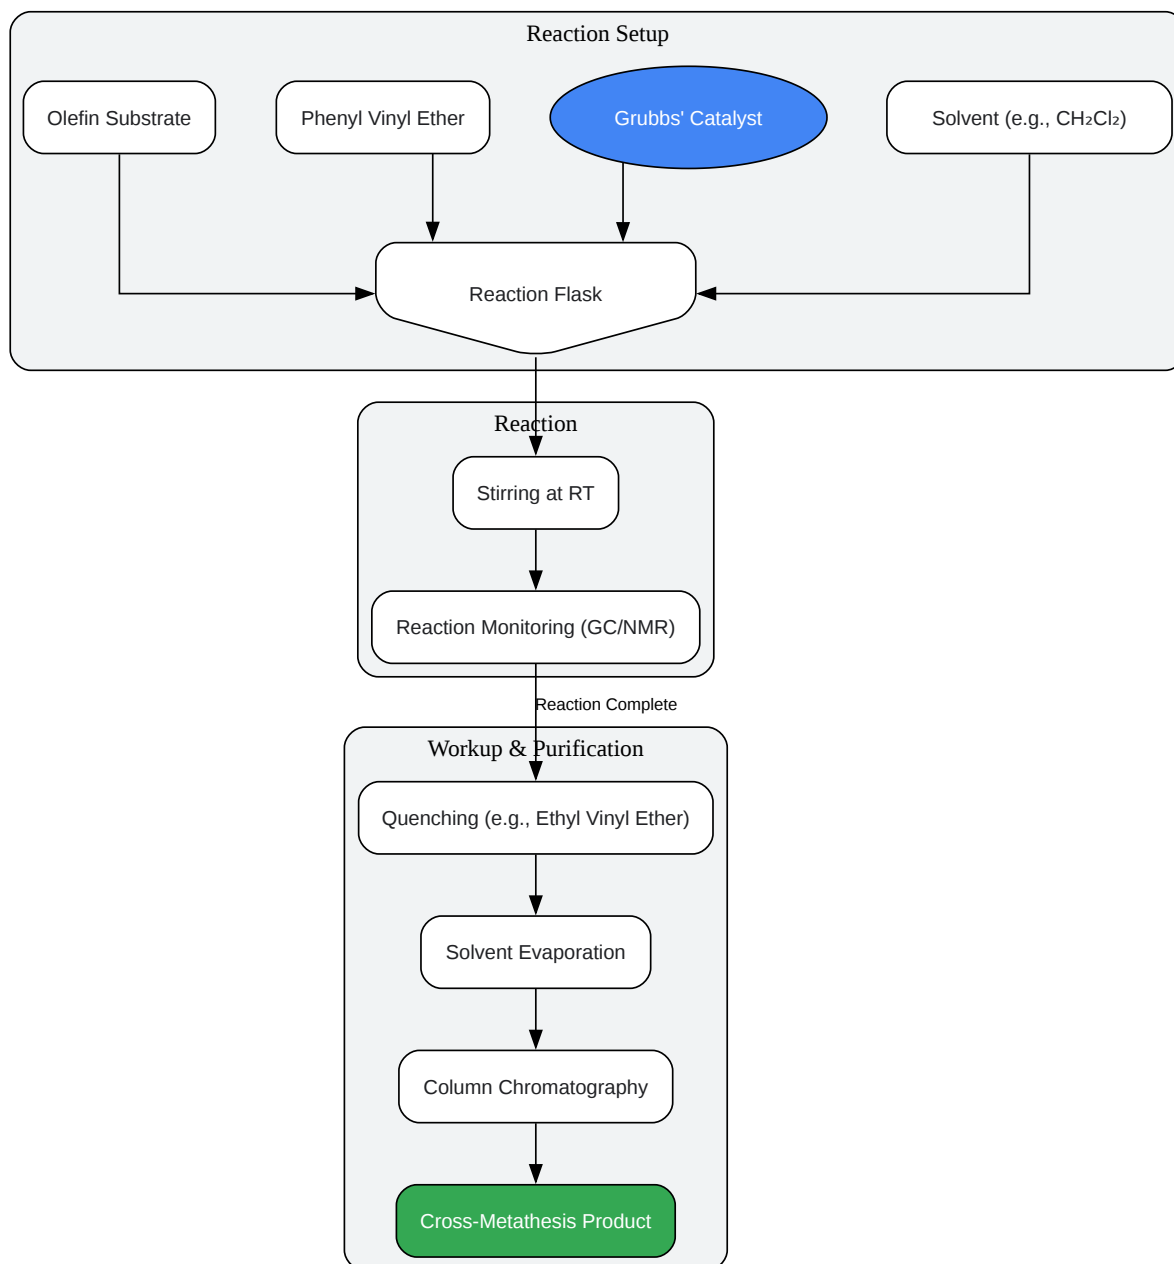 Reaction Setup
Olefin Substrate
Phenyl Vinyl Ether
Grubbs' Catalyst
Solvent (e.g., CH₂Cl₂)
Reaction Flask
Reaction
Stirring at RT
Reaction Monitoring (GC/NMR)
Reaction Complete
Workup & Purification
Quenching (e.g., Ethyl Vinyl Ether)
Solvent Evaporation
Column Chromatography
Cross-Metathesis Product